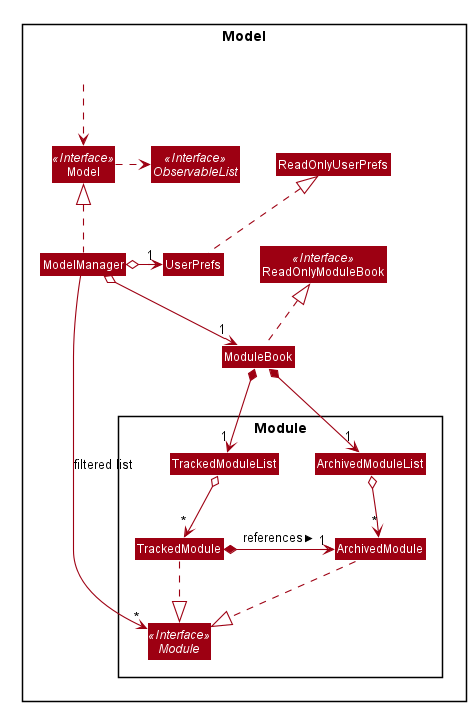 Model
«Interface»
Model
«Interface»
ObservableList
ReadOnlyUserPrefs
ModelManager
1
UserPrefs
«Interface»
ReadOnlyModuleBook
1
ModuleBook
Module
1
1
TrackedModuleList
ArchivedModuleList
filtered list
*
*
references
1
TrackedModule
ArchivedModule
*
«Interface»
Module